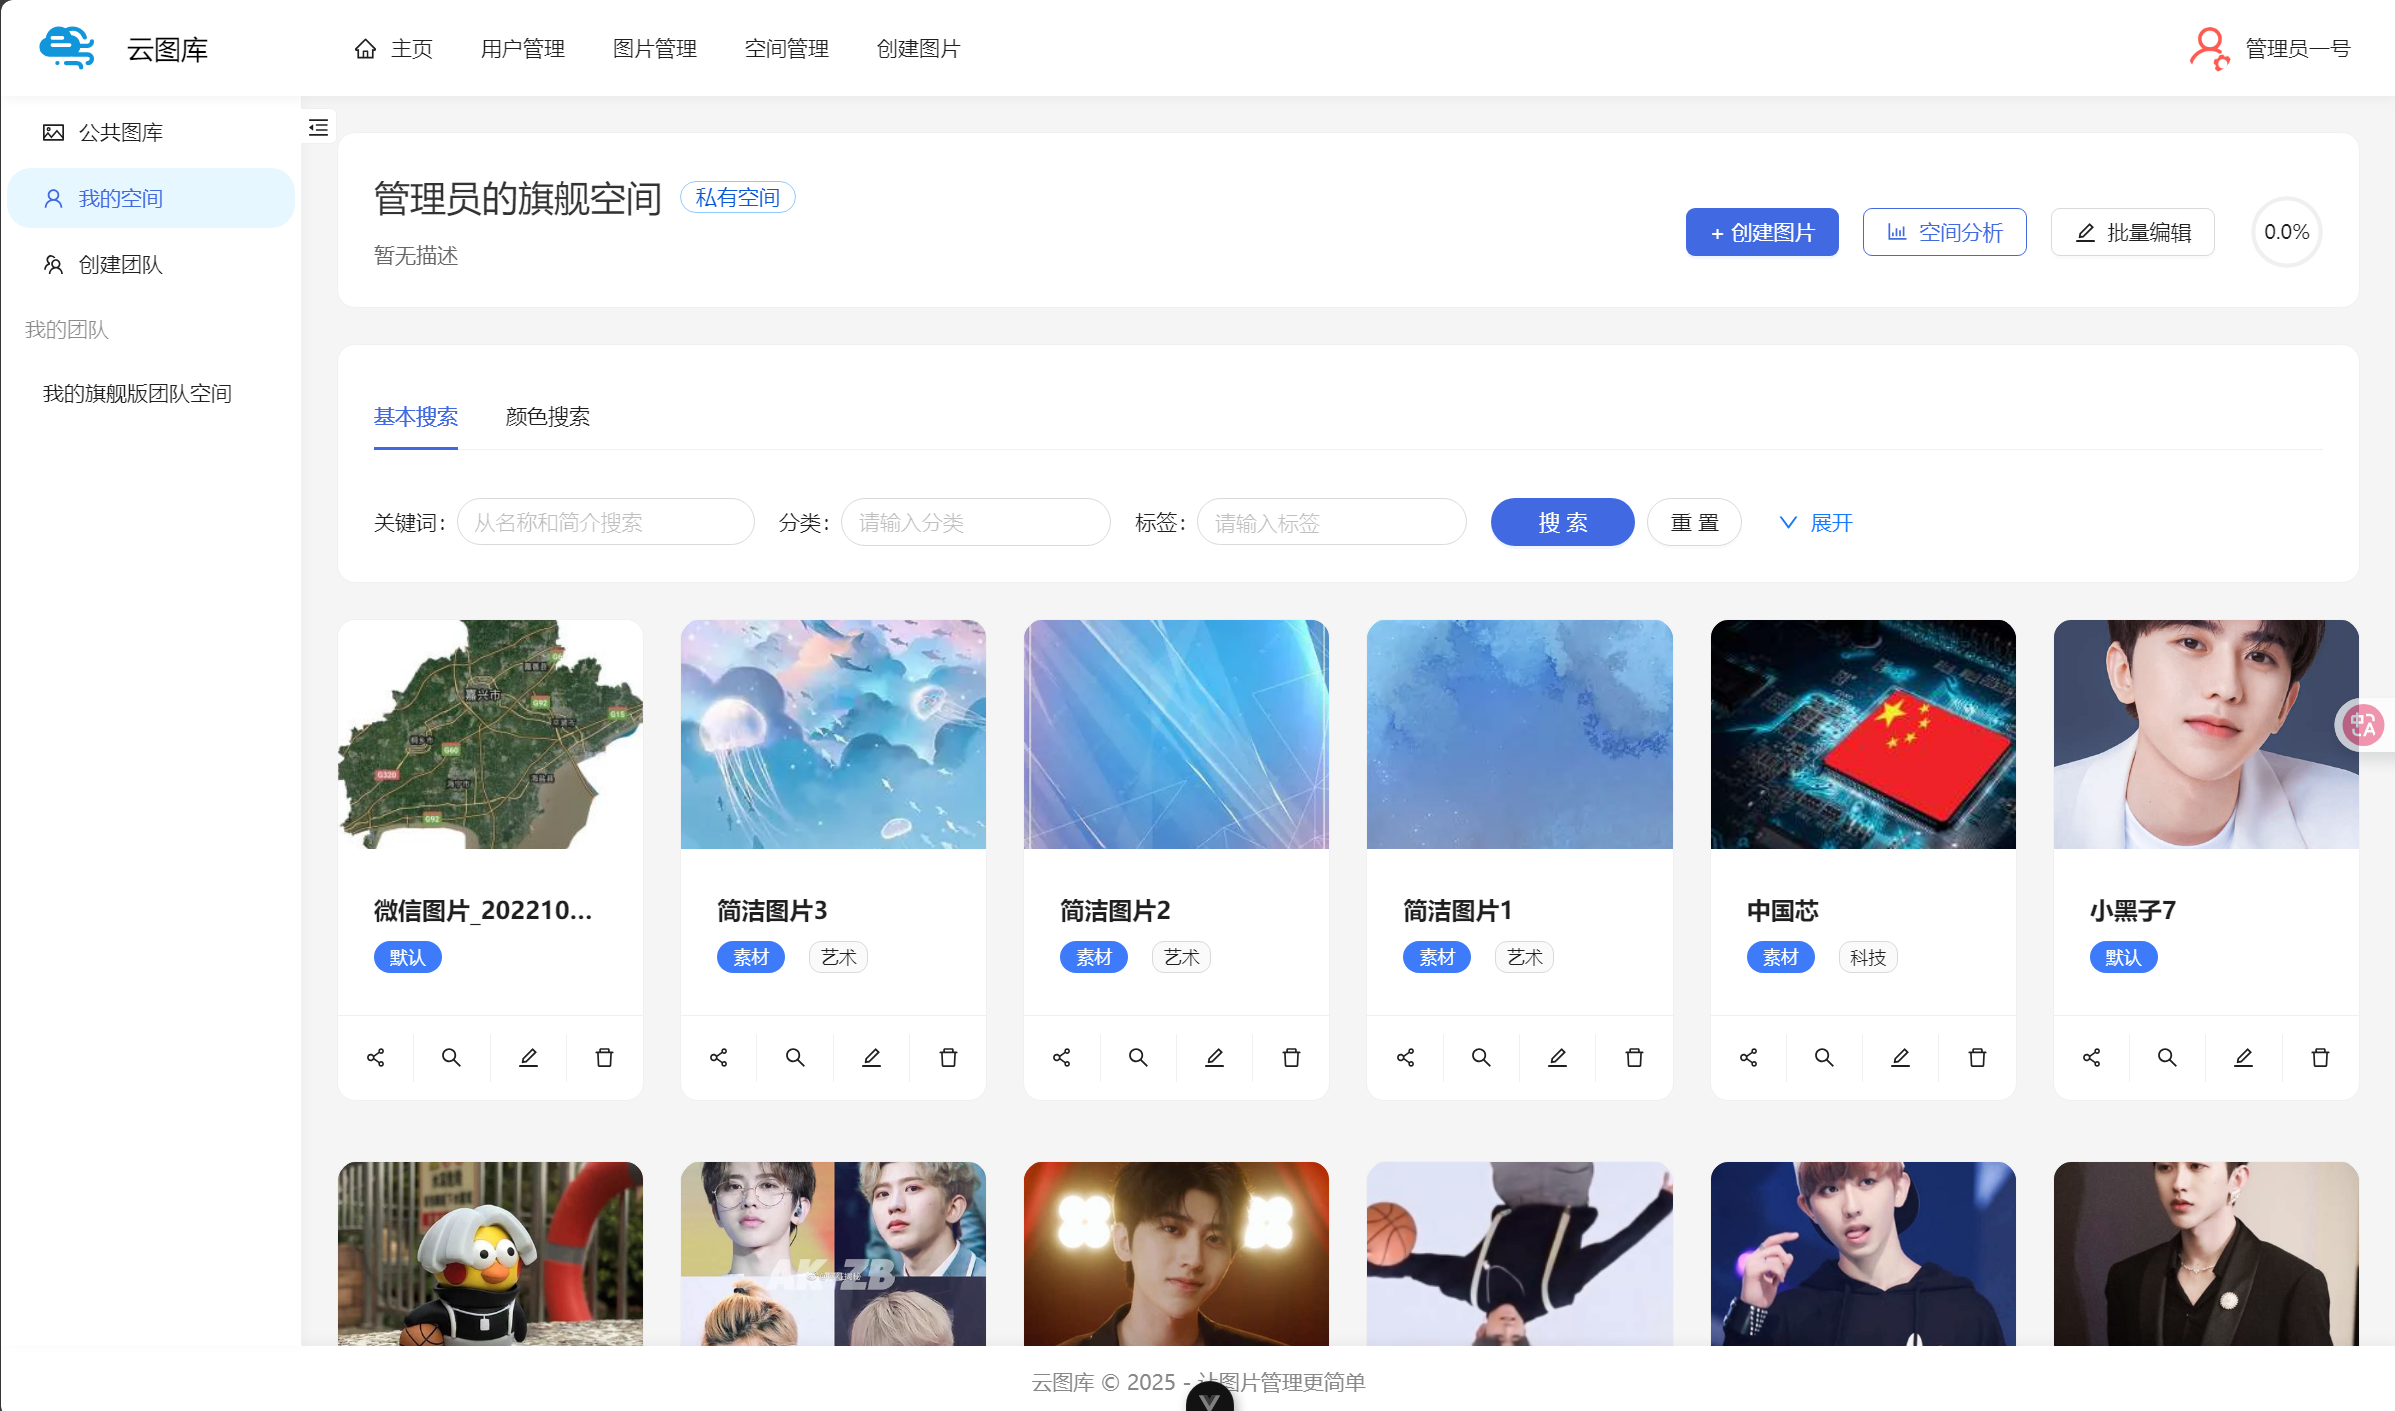 云图库
主页
用户管理
图片管理
空间管理
创建图片
管理员一号
公共图库
我的空间
创建团队
我的团队
我的旗舰版团队空间
管理员的旗舰空间
私有空间
暂无描述
+ 创建图片
空间分析
批量编辑
0.0%
基本搜索
颜色搜索
关键词:
从名称和简介搜索
分类:
请输入分类
标签:
请输入标签
搜 索
重 置
展开
嘉兴市
G92
G15
G60
G320
G92
微信图片_202210...
默认
简洁图片3
素材
艺术
简洁图片2
素材
艺术
简洁图片1
素材
艺术
中国芯
素材
科技
小黑子7
默认
云图库 © 2025 - 让图片管理更简单